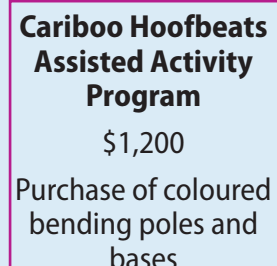 Cariboo Hoofbeats
Assisted Activity
Program
$1,200
Purchase of coloured
bending poles and
bases